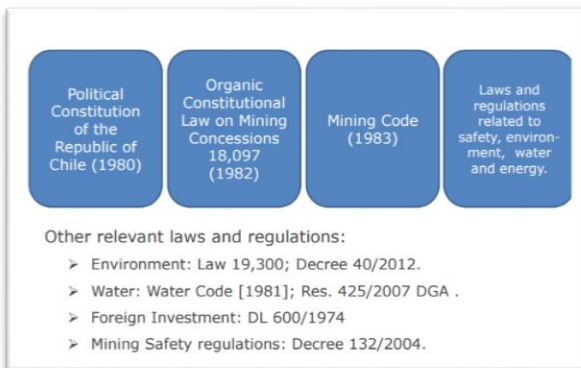 Political
Constitution
of the
Republic of
Chile (1980)
Organic
Constitutional
Law on Mining
Concessions
18,097
(1982)
Mining Code
(1983)
Laws and
regulations
related to
safety, environ-
ment, water
and energy.
Other relevant laws and regulations:
➢ Environment: Law 19,300; Decree 40/2012.
➢ Water: Water Code [1981]; Res. 425/2007 DGA .
➢ Foreign Investment: DL 600/1974
➢ Mining Safety regulations: Decree 132/2004.